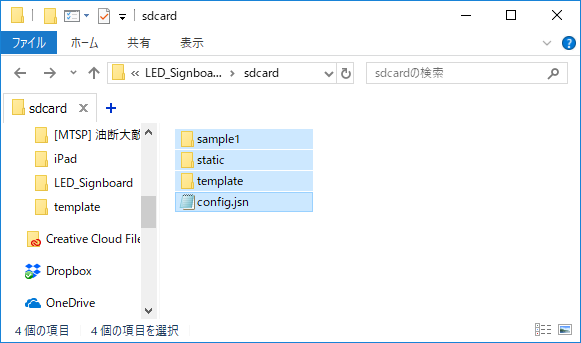 sdcard
ファイル ホーム 共有 表示
« LED_Signboa... › sdcard
sdcardの検索
sdcard
[MTSP] 油断大敵
iPad
LED_Signboard
template
Creative Cloud File
Dropbox
OneDrive
sample1
static
template
config.jsn
4 個の項目 4 個の項目を選択